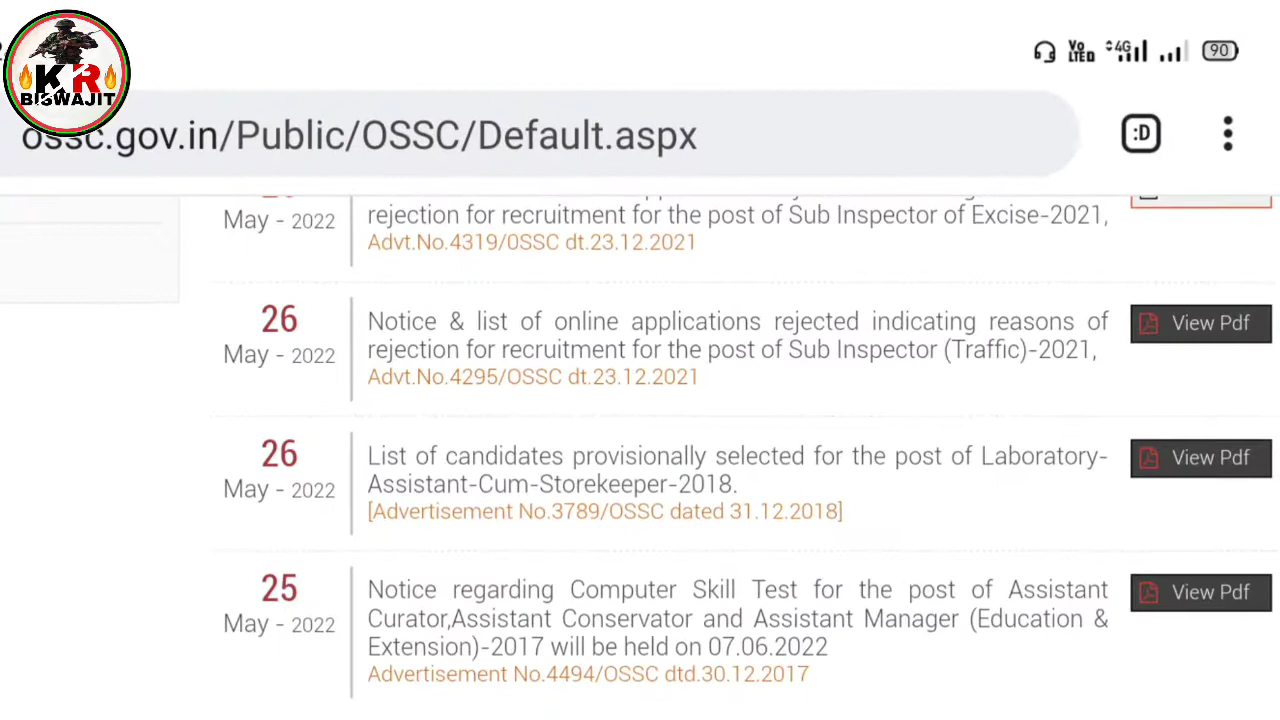 KR
BISWAJIT
Vo
LTED
4G
90
ossc.gov.in/Public/OSSC/Default.aspx
:D
May - 2022
rejection for recruitment for the post of Sub Inspector of Excise-2021,
Advt.No.4319/0SSC dt.23.12.2021
26
May - 2022
Notice & list of online applications rejected indicating reasons of
rejection for recruitment for the post of Sub Inspector (Traffic)-2021,
Advt.No.4295/OSSC dt.23.12.2021
View Pdf
26
May - 2022
List of candidates provisionally selected for the post of Laboratory-
Assistant-Cum-Storekeeper-2018.
[Advertisement No.3789/OSSC dated 31.12.2018]
View Pdf
25
May - 2022
Notice regarding Computer Skill Test for the post of Assistant
Curator,Assistant Conservator and Assistant Manager (Education &
Extension)-2017 will be held on 07.06.2022
Advertisement No.4494/OSSC dtd.30.12.2017
View Pdf